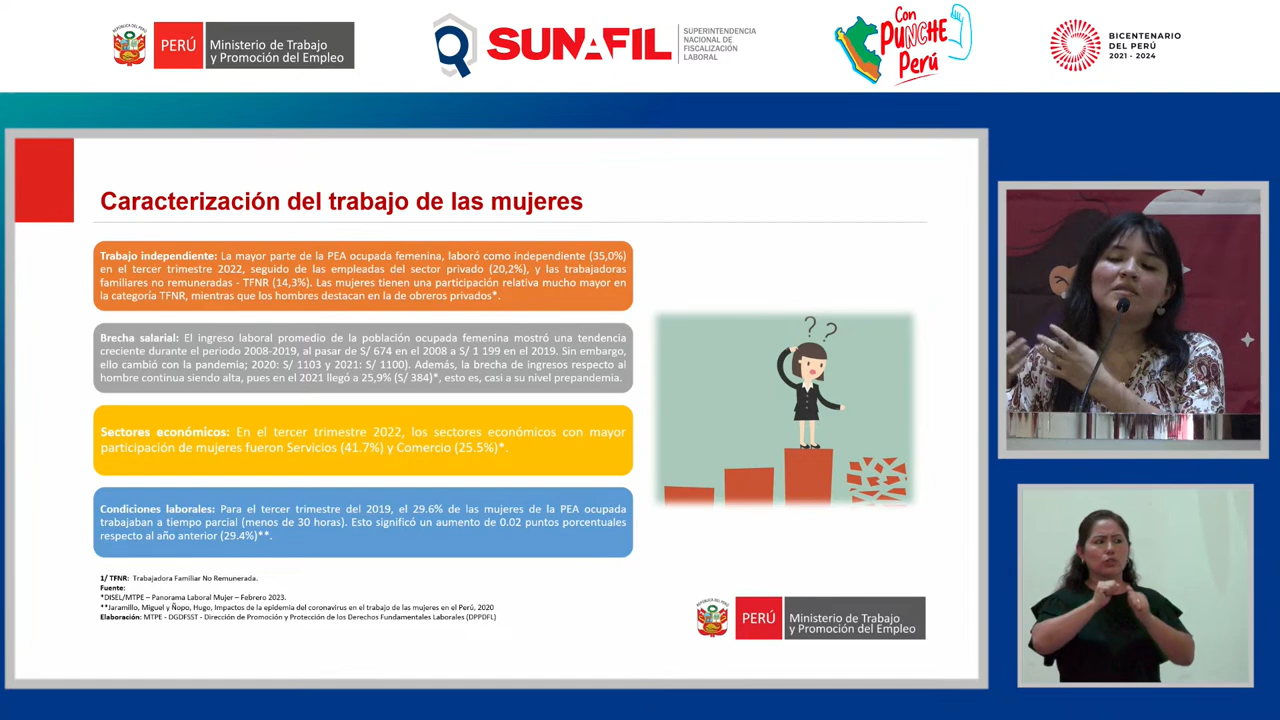 REPÚBLICA DEL PERÚ
PERÚ
Ministerio de Trabajo
y Promoción del Empleo
SUNAFIL
SUPERINTENDENCIA
NACIONAL DE
FISCALIZACIÓN
LABORAL
Con
PUNCHE
Perú
BICENTENARIO
DEL PERÚ
2021 - 2024
Caracterización del trabajo de las mujeres
Trabajo independiente: La mayor parte de la PEA ocupada femenina, laboró como independiente (35,0%)
en el tercer trimestre 2022, seguido de las empleadas del sector privado (20,2%), y las trabajadoras
familiares no remuneradas - TFNR (14,3%). Las mujeres tienen una participación relativa mucho mayor en
la categoría TFNR, mientras que los hombres destacan en la de obreros privados*.
Brecha salarial: El ingreso laboral promedio de la población ocupada femenina mostró una tendencia
creciente durante el periodo 2008-2019, al pasar de S/ 674 en el 2008 a S/ 1 199 en el 2019. Sin embargo,
ello cambió con la pandemia; 2020: S/ 1103 y 2021: S/ 1100). Además, la brecha de ingresos respecto al
hombre continua siendo alta, pues en el 2021 llegó a 25,9% (S/ 384)*, esto es, casi a su nivel prepandemia.
Sectores económicos: En el tercer trimestre 2022, los sectores económicos con mayor
participación de mujeres fueron Servicios (41.7%) y Comercio (25.5%)*.
Condiciones laborales: Para el tercer trimestre del 2019, el 29.6% de las mujeres de la PEA ocupada
trabajaban a tiempo parcial (menos de 30 horas). Esto significó un aumento de 0.02 puntos porcentuales
respecto al año anterior (29.4%)**.
? ?
1/ TFNR: Trabajadora Familiar No Remunerada.
Fuente:
*DISEL/MTPE – Panorama Laboral Mujer – Febrero 2023.
**Jaramillo, Miguel y Ñopo, Hugo, Impactos de la epidemia del coronavirus en el trabajo de las mujeres en el Perú, 2020
Elaboración: MTPE - DGDFSST - Dirección de Promoción y Protección de los Derechos Fundamentales Laborales (DPPDFL)
REPÚBLICA DEL PERÚ
PERÚ
Ministerio de Trabajo
y Promoción del Empleo